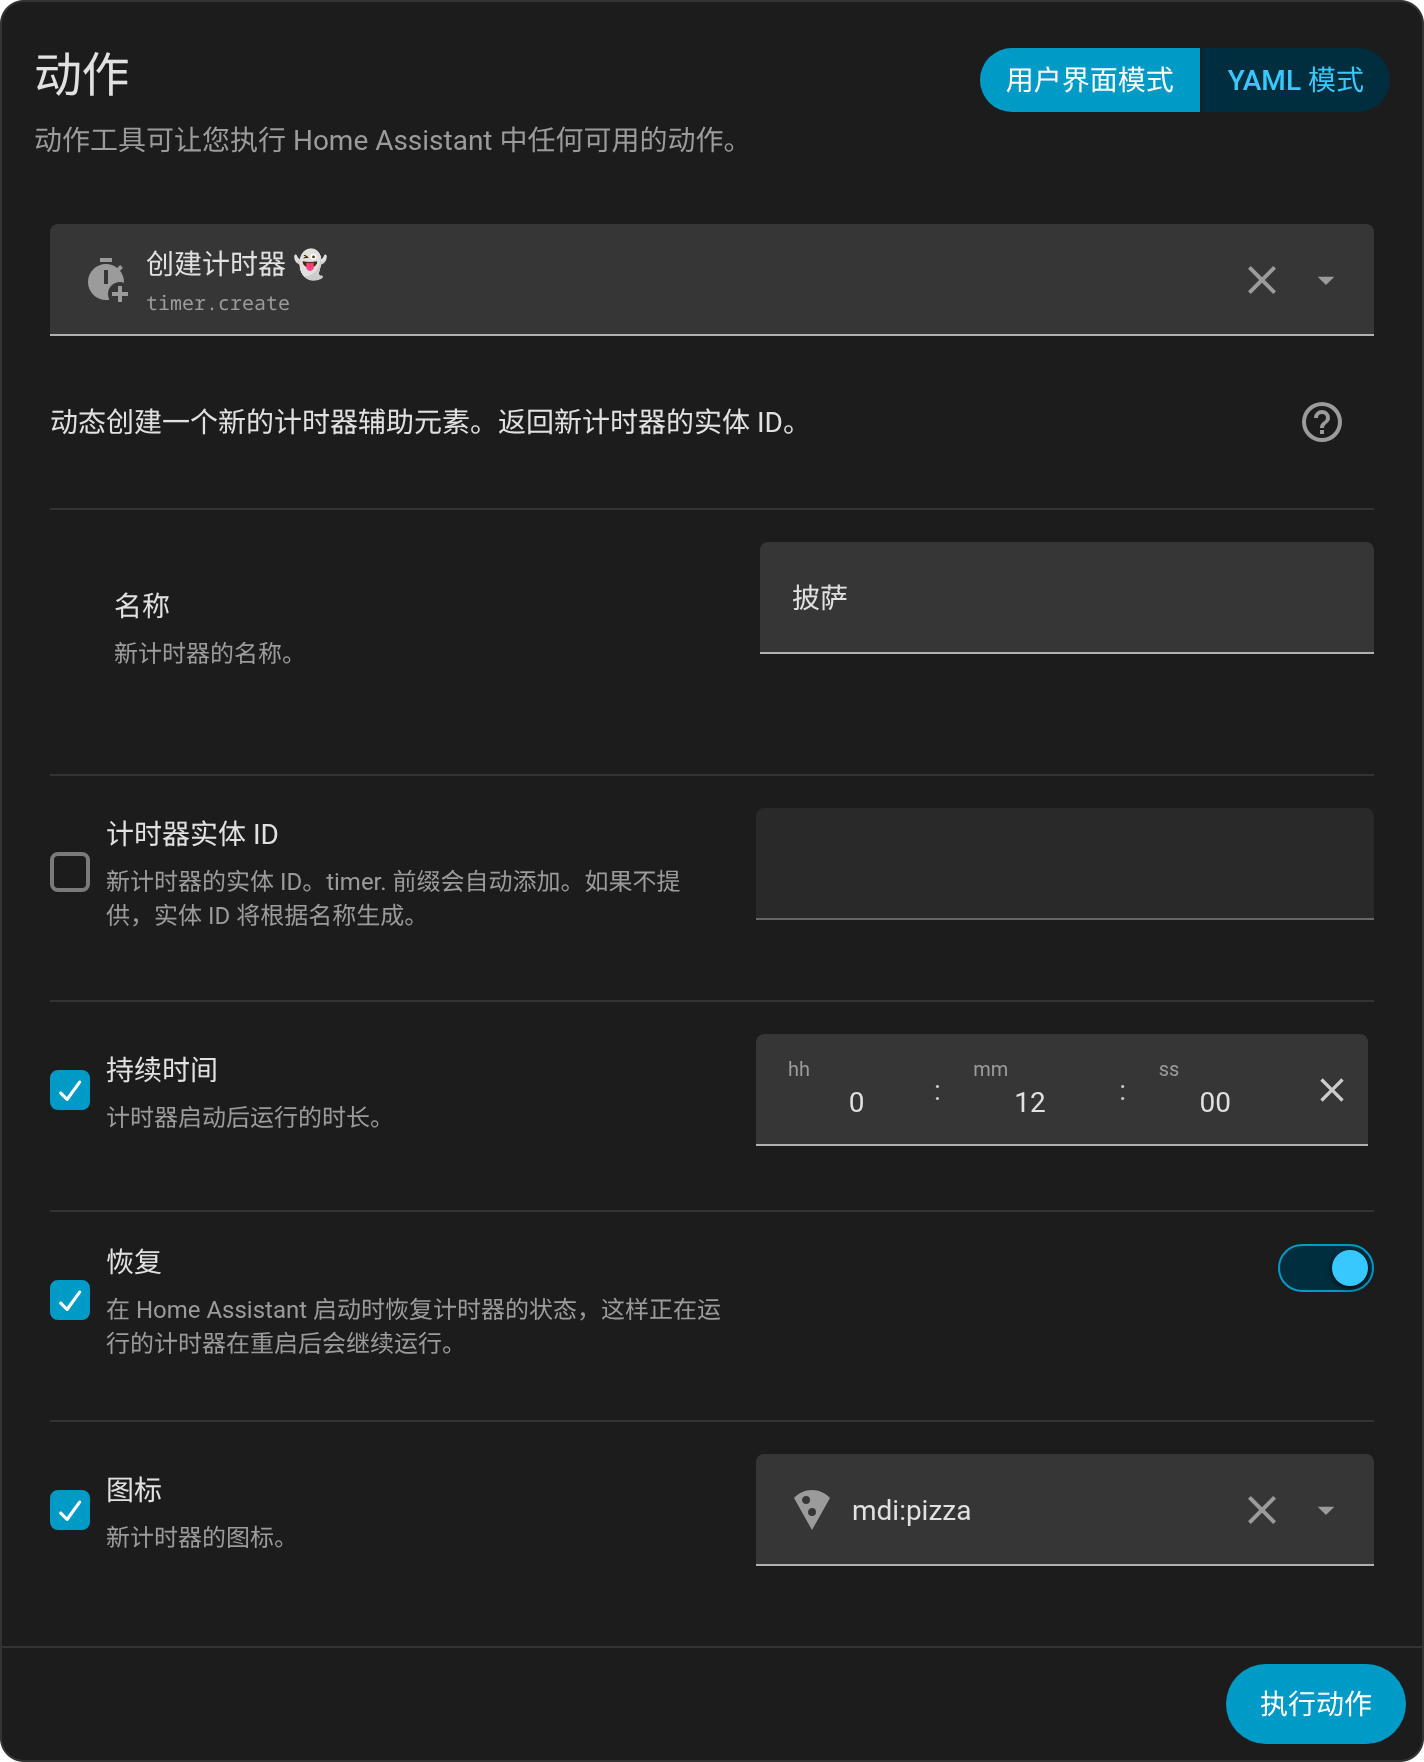 动作
用户界面模式
YAML 模式
动作工具可让您执行 Home Assistant 中任何可用的动作。
创建计时器 👻
timer.create
动态创建一个新的计时器辅助元素。返回新计时器的实体 ID。
名称
新计时器的名称。
披萨
计时器实体 ID
新计时器的实体 ID。timer. 前缀会自动添加。如果不提
供，实体 ID 将根据名称生成。
持续时间
计时器启动后运行的时长。
hh mm ss
0 : 12 : 00
恢复
在 Home Assistant 启动时恢复计时器的状态，这样正在运
行的计时器在重启后会继续运行。
图标
新计时器的图标。
mdi:pizza
执行动作